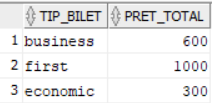 TIP_BILET PRET_TOTAL
1 business 600
2 first 1000
3 economic 300